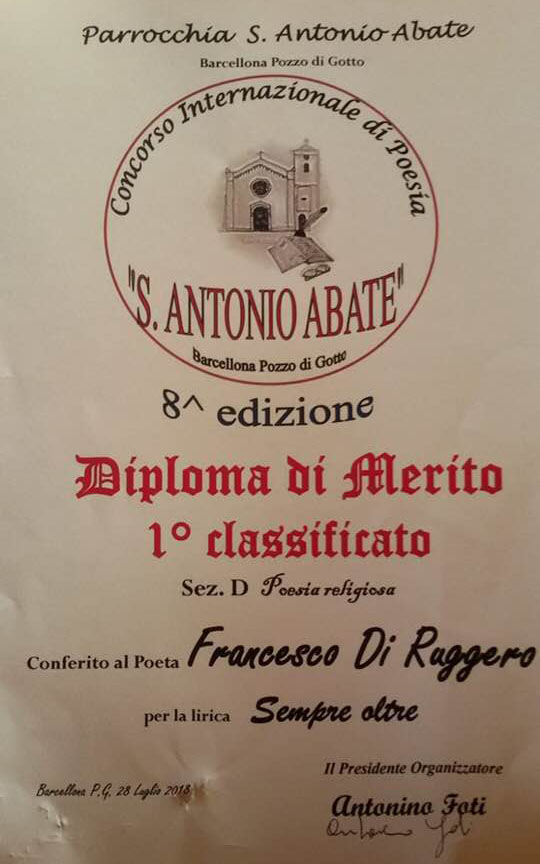 Parrocchia S. Antonio Abate
Barcellona Pozzo di Gotto
Concorso Internazionale di Poesia
"S. ANTONIO ABATE"
Barcellona Pozzo di Gotto
8^ edizione
Diploma di Merito
1° classificato
Sez. D Poesia religiosa
Conferito al Poeta Francesco Di Ruggero
per la lirica Sempre oltre
Il Presidente Organizzatore
Barcellona P.G. 28 Luglio 2018
Antonino Foti
Antonino Foti